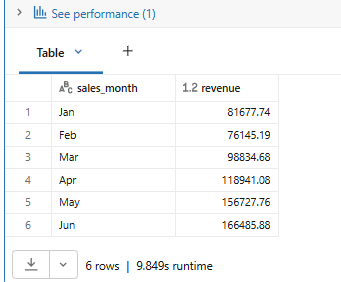 See performance (1)
Table
ABC sales_month 1.2 revenue
1 Jan 81677.74
2 Feb 76145.19
3 Mar 98834.68
4 Apr 118941.08
5 May 156727.76
6 Jun 166485.88
6 rows | 9.849s runtime